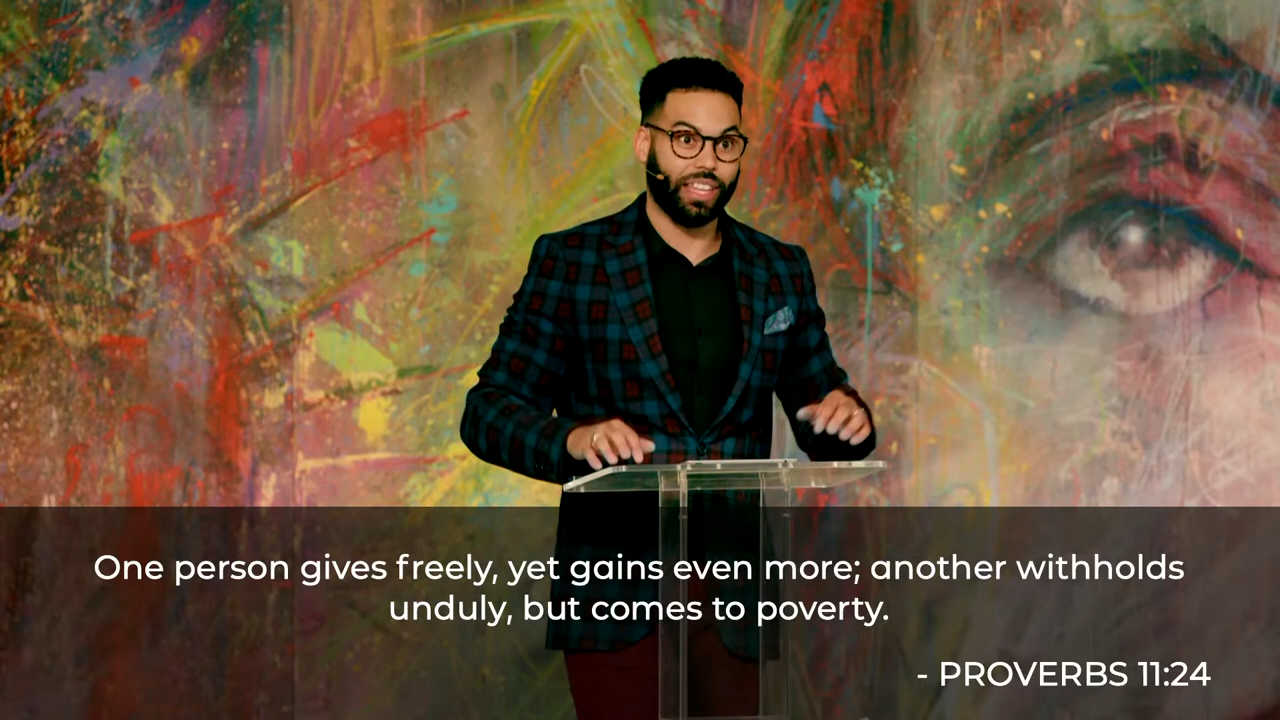 One person gives freely, yet gains even more; another withholds
unduly, but comes to poverty.
- PROVERBS 11:24